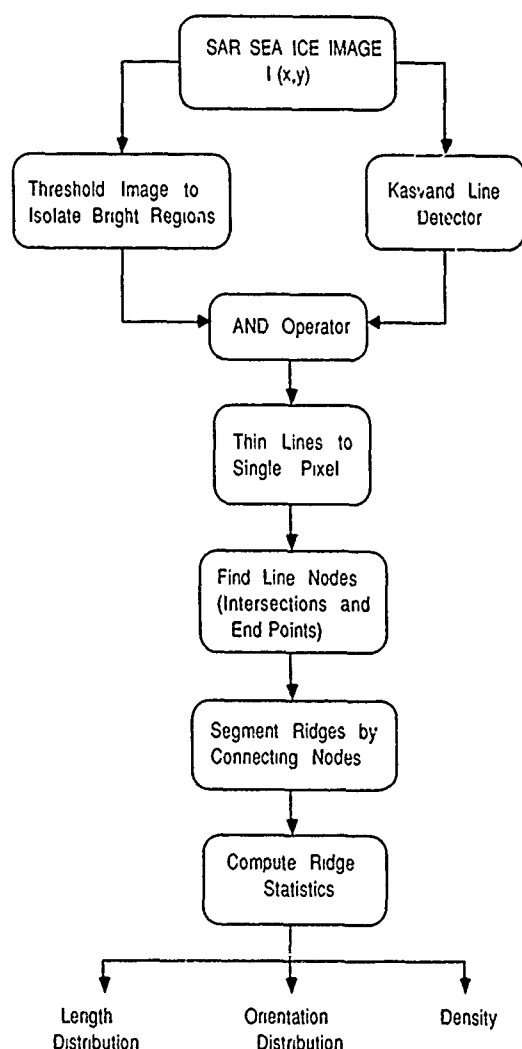 SAR SEA ICE IMAGE
I (x,y)
Threshold Image to
Isolate Bright Regions
Kasvand Line
Detector
AND Operator
Thin Lines to
Single Pixel
Find Line Nodes
(Intersections and
End Points)
Segment Ridges by
Connecting Nodes
Compute Ridge
Statistics
Length
Distribution
Orientation
Distribution
Density